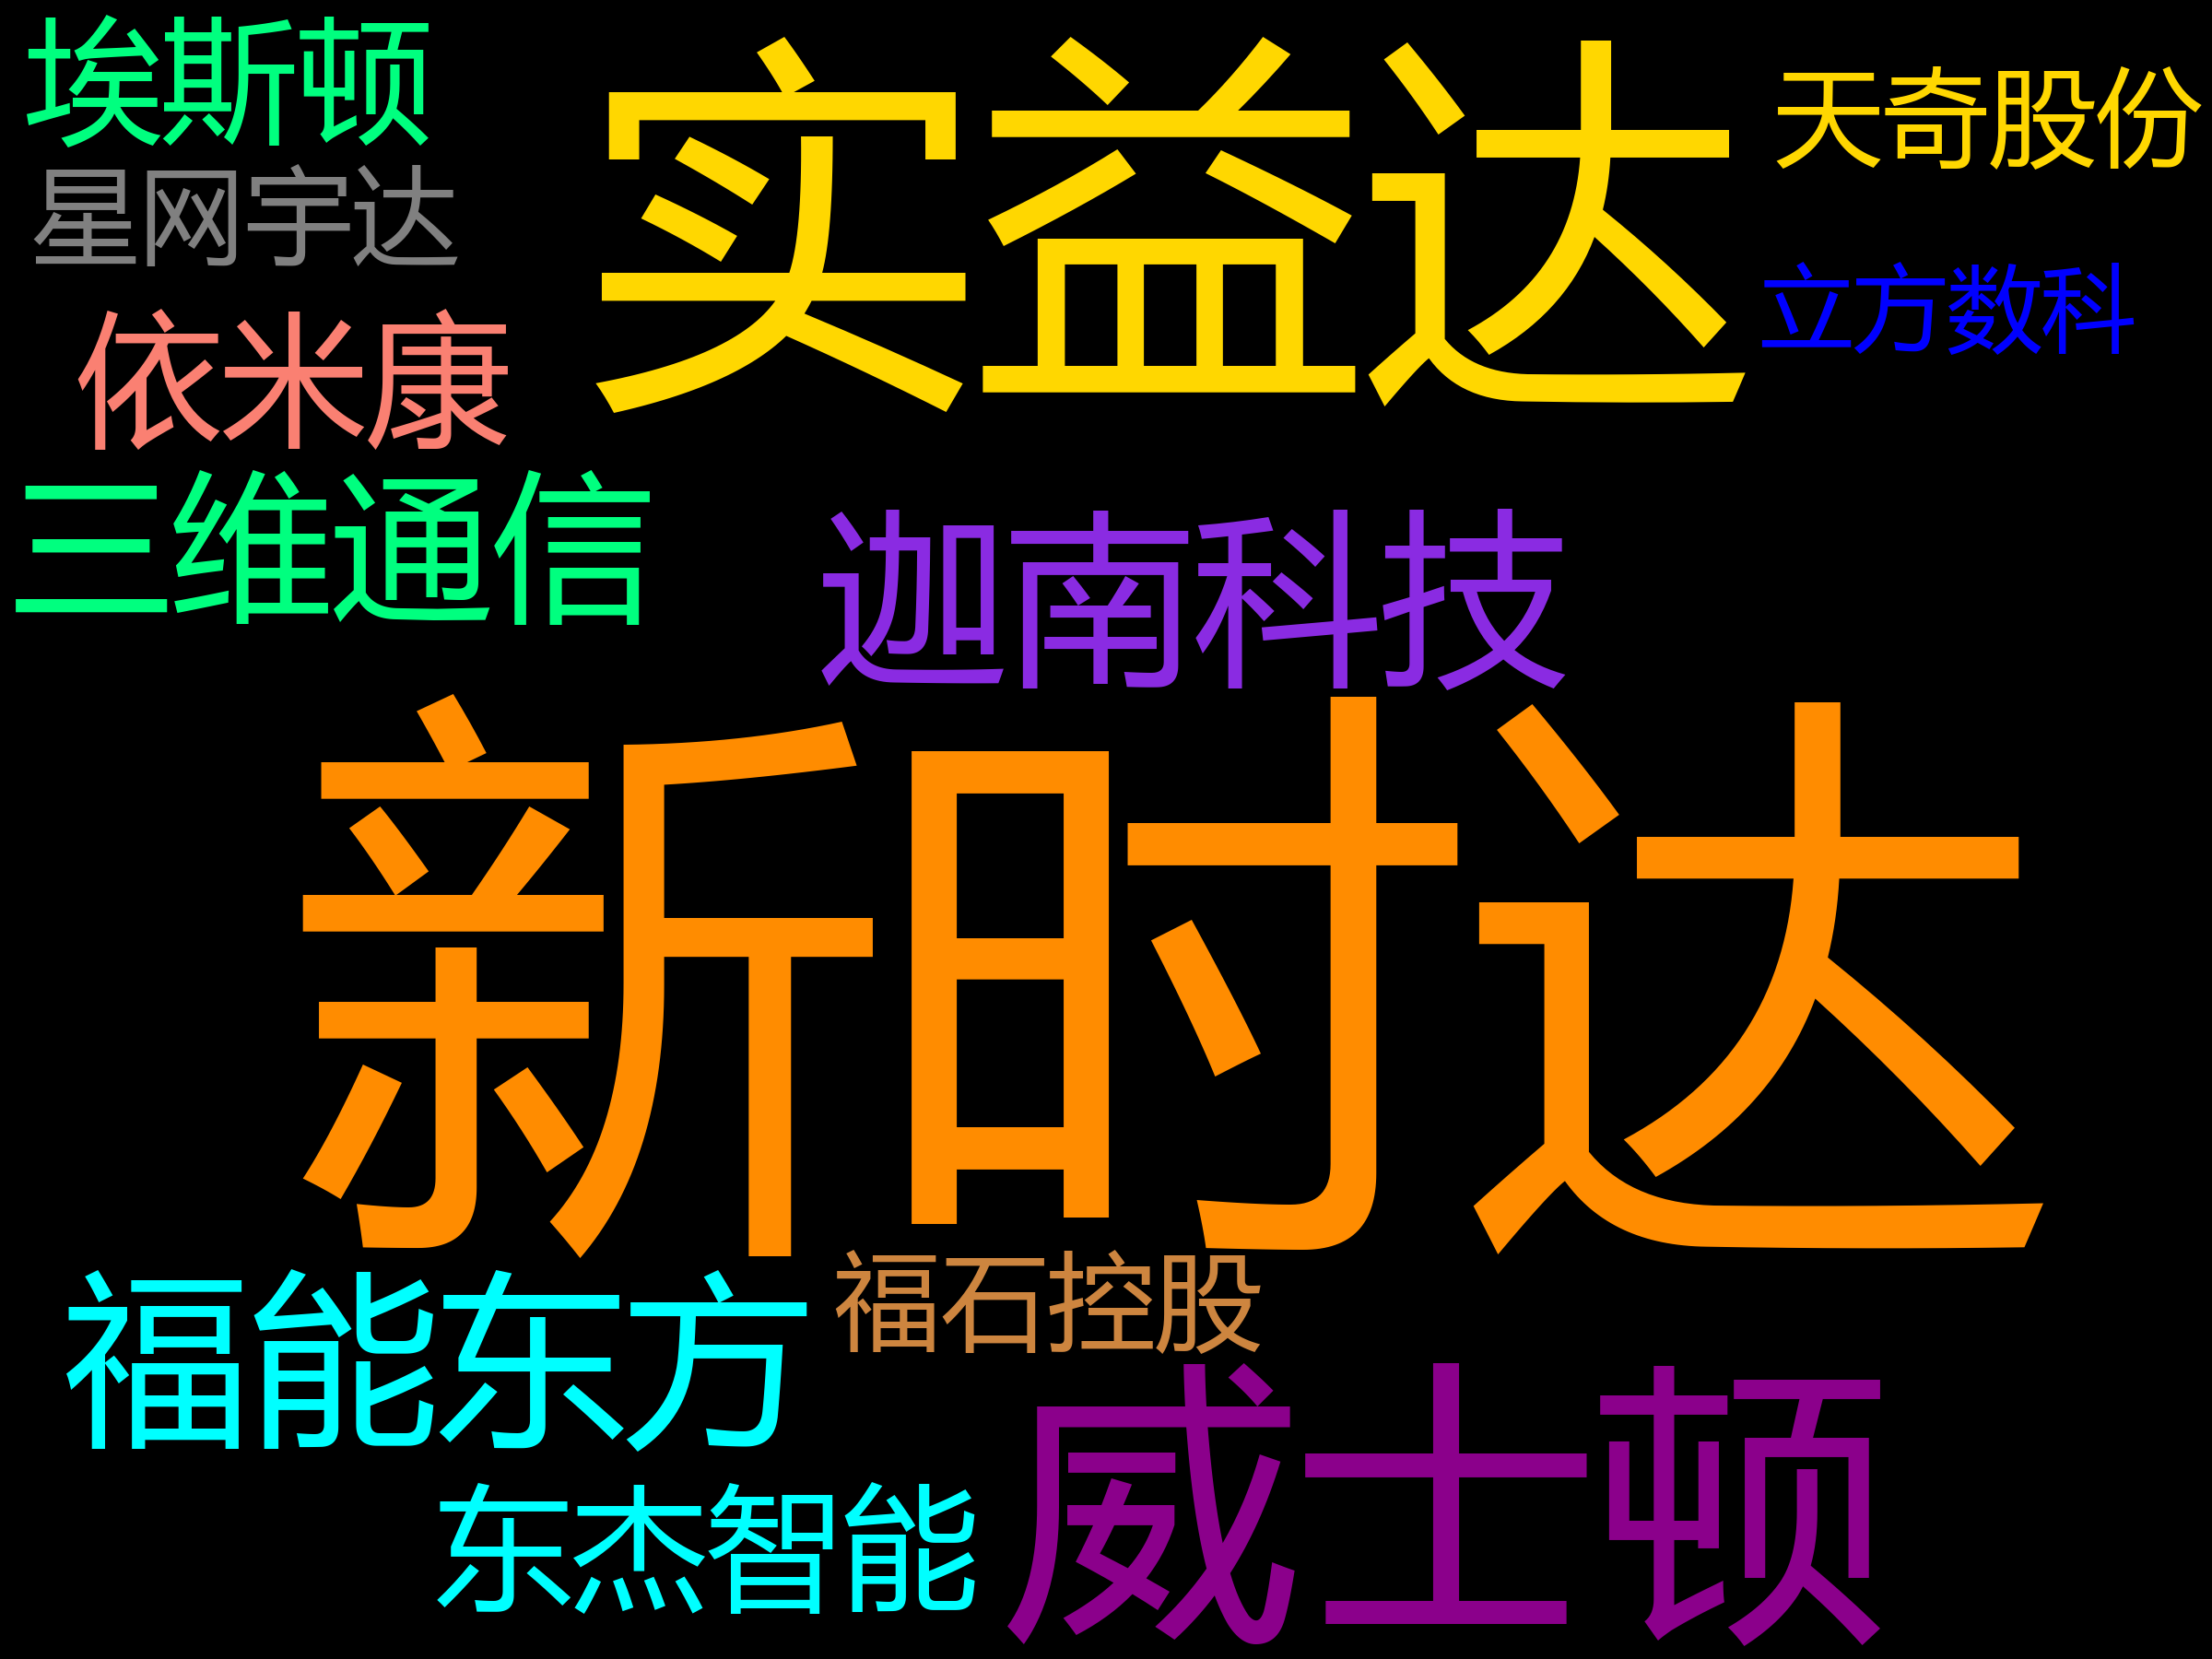 埃斯顿
实益达
天奇股份
星网宇达
立方数科
依米康
三维通信
迦南科技
新时达
福石控股
福能东方
威士顿
东杰智能